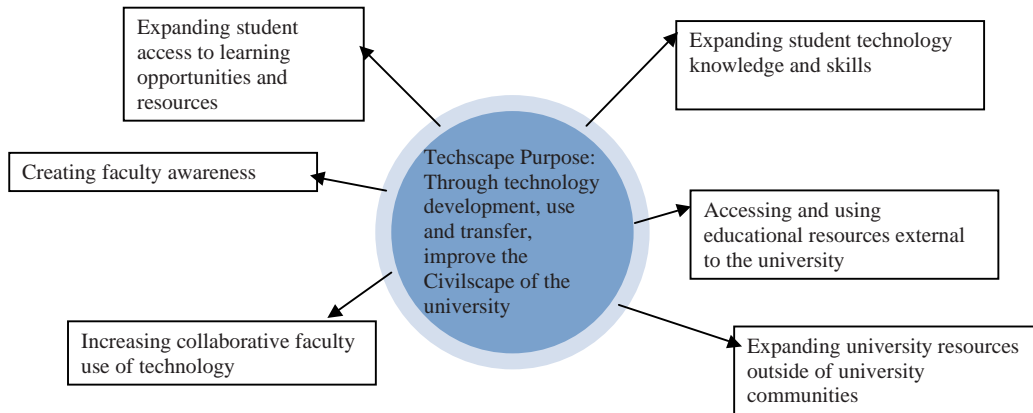 Expanding student
access to learning
opportunities and
resources
Expanding student technology
knowledge and skills
Techscape Purpose:
Through technology
development, use
and transfer,
improve the
Civilscape of the
university
Creating faculty awareness
Accessing and using
educational resources external
to the university
Increasing collaborative faculty
use of technology
Expanding university resources
outside of university
communities